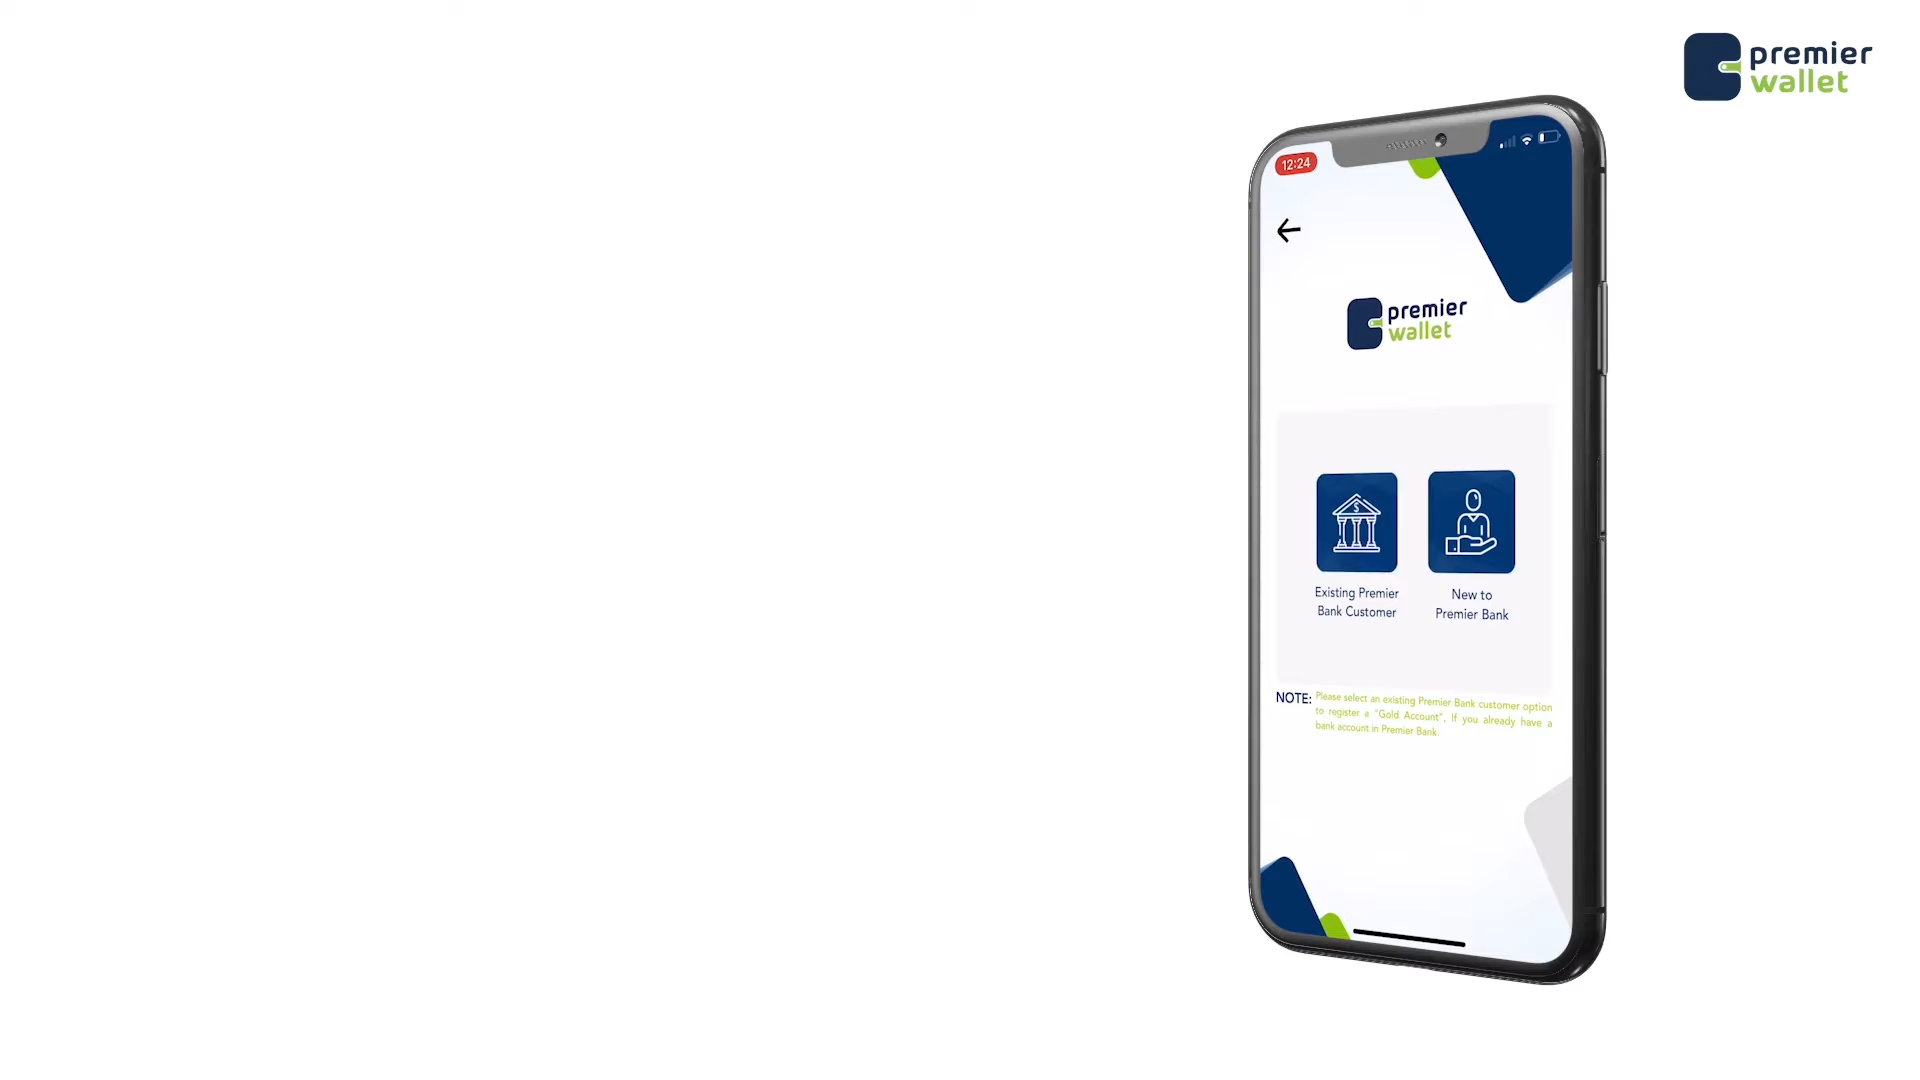 premier
wallet
12:24
premier
wallet
$
Existing Premier
Bank Customer
New to
Premier Bank
NOTE: Please select an existing Premier Bank customer option
to register a "Gold Account", If you already have a
bank account in Premier Bank.